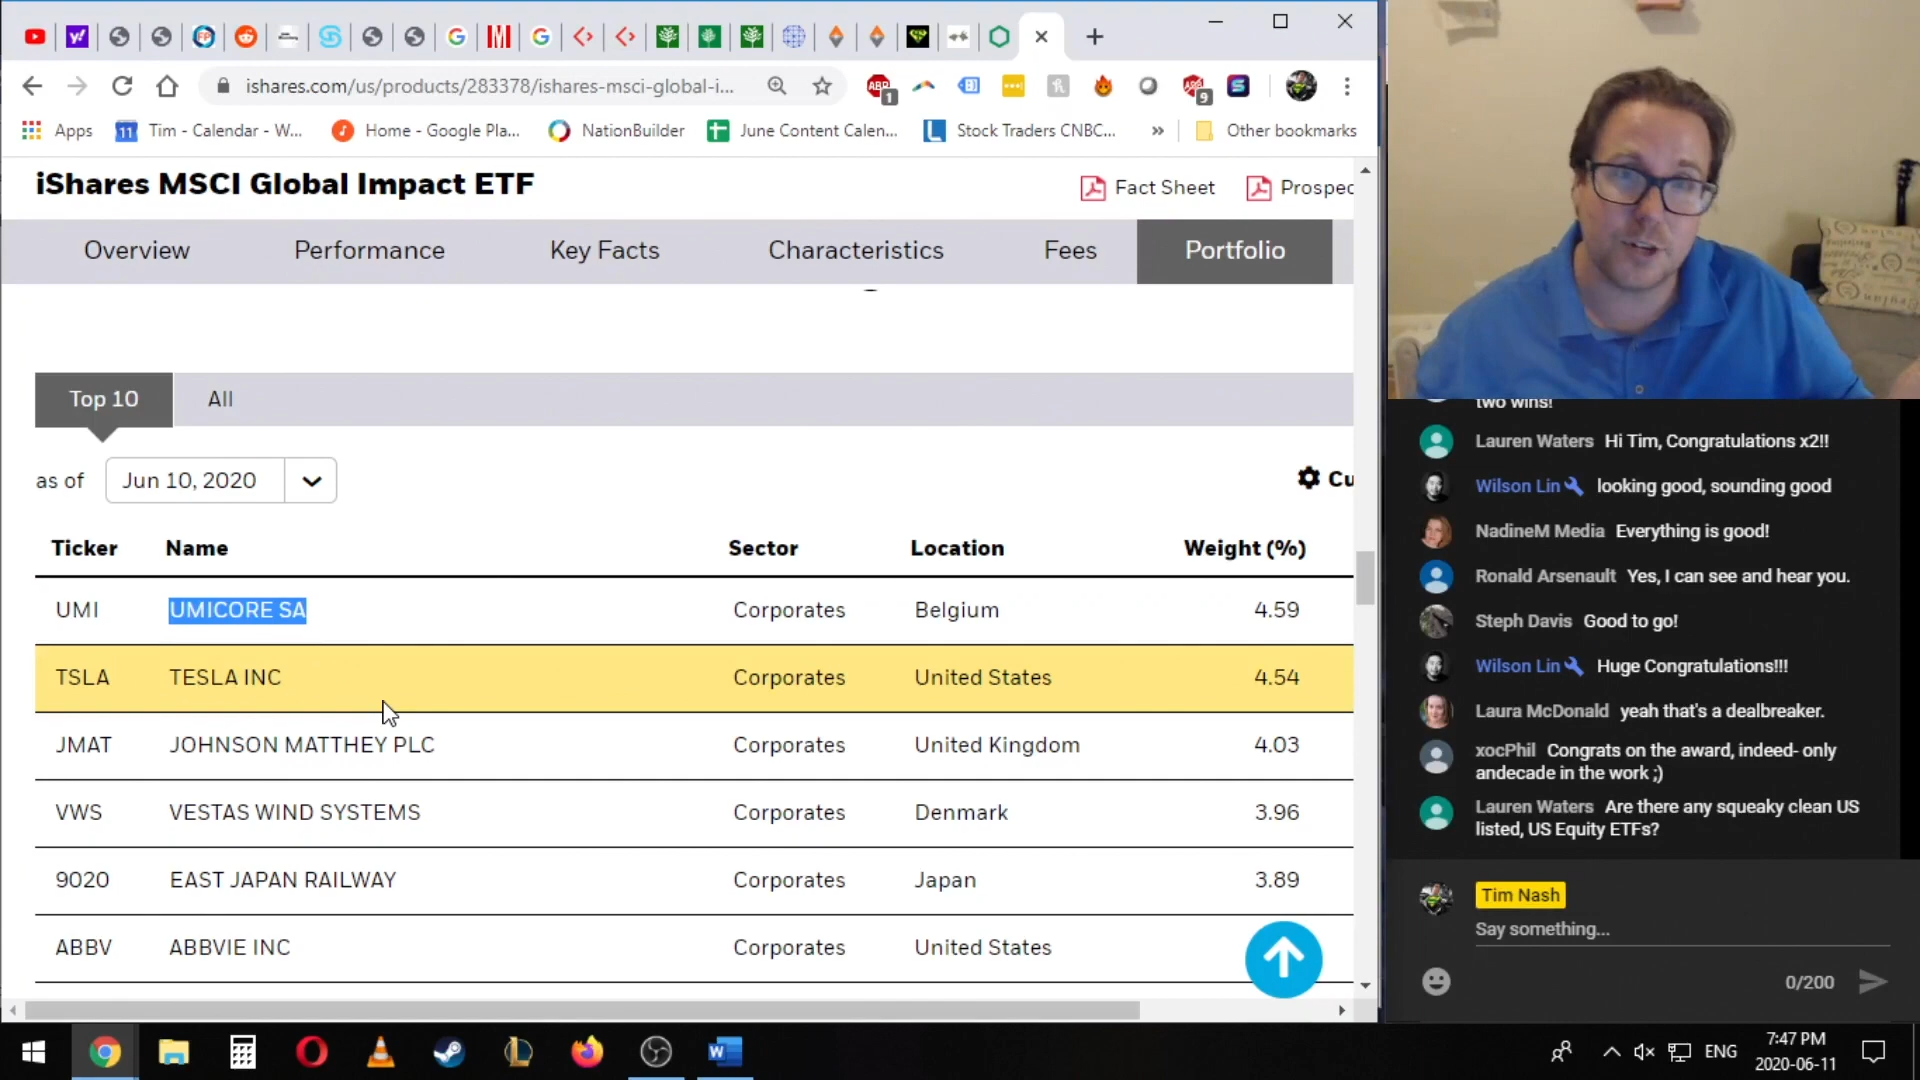 ishares.com/us/products/283378/ishares-msci-global-i...
ABP 1
9
Apps
11 Tim - Calendar - W...
Home - Google Pla...
NationBuilder
June Content Calen...
Stock Traders CNBC...
»
Other bookmarks
iShares MSCI Global Impact ETF
Fact Sheet
Prospec
Overview
Performance
Key Facts
Characteristics
Fees
Portfolio
Top 10
All
as of
Jun 10, 2020
Cu
Ticker Name Sector Location Weight (%)
UMI UMICORE SA Corporates Belgium 4.59
TSLA TESLA INC Corporates United States 4.54
JMAT JOHNSON MATTHEY PLC Corporates United Kingdom 4.03
VWS VESTAS WIND SYSTEMS Corporates Denmark 3.96
9020 EAST JAPAN RAILWAY Corporates Japan 3.89
ABBV ABBVIE INC Corporates United States
two wins!
Lauren Waters Hi Tim, Congratulations x2!!
Wilson Lin looking good, sounding good
NadineM Media Everything is good!
Ronald Arsenault Yes, I can see and hear you.
Steph Davis Good to go!
Wilson Lin Huge Congratulations!!!
Laura McDonald yeah that's a dealbreaker.
xocPhil Congrats on the award, indeed- only
andecade in the work ;)
Lauren Waters Are there any squeaky clean US
listed, US Equity ETFs?
Tim Nash
Say something...
0/200
ENG
7:47 PM
2020-06-11